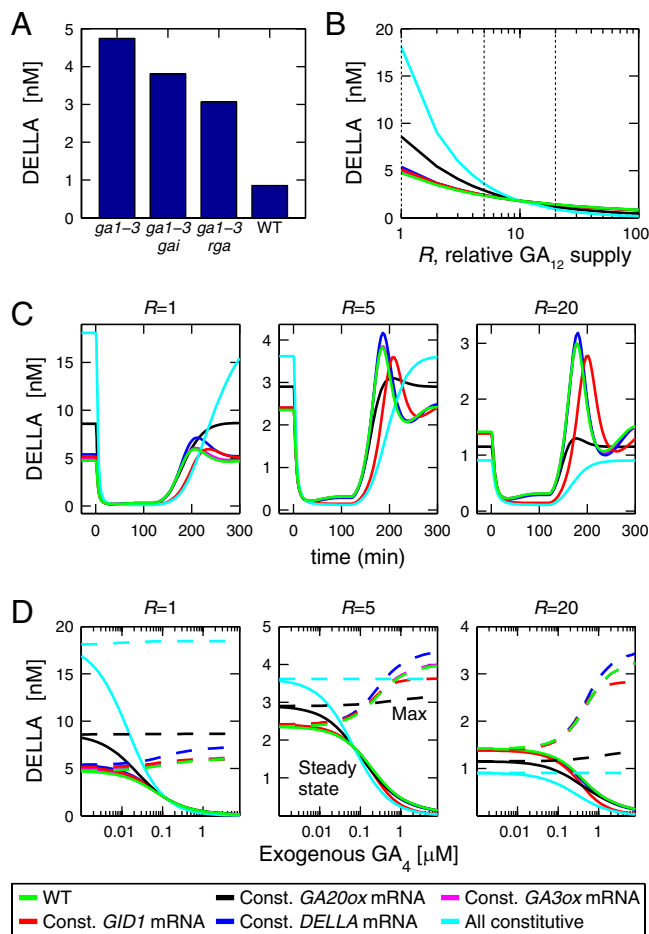 A
5
4
3
2
1
0
DELLA [nM]
ga1–3
ga1–3
gai
ga1–3
rga
WT
B
20
15
10
5
0
DELLA [nM]
1
10
100
R, relative GA12 supply
C
R=1
R=5
R=20
DELLA [nM]
15
10
5
0
4
3
2
1
0
3
2
1
0
0 100 200 300
0 100 200 300
0 100 200 300
time (min)
D
R=1
R=5
R=20
DELLA [nM]
20
15
10
5
5
4
3
2
1
4
3
2
1
0
Max
Steady
state
0.01 0.1 1
0.01 0.1 1
0.01 0.1 1
Exogenous GA4 [µM]
WT
Const. GA20ox mRNA
Const. GA3ox mRNA
Const. GID1 mRNA
Const. DELLA mRNA
All constitutive